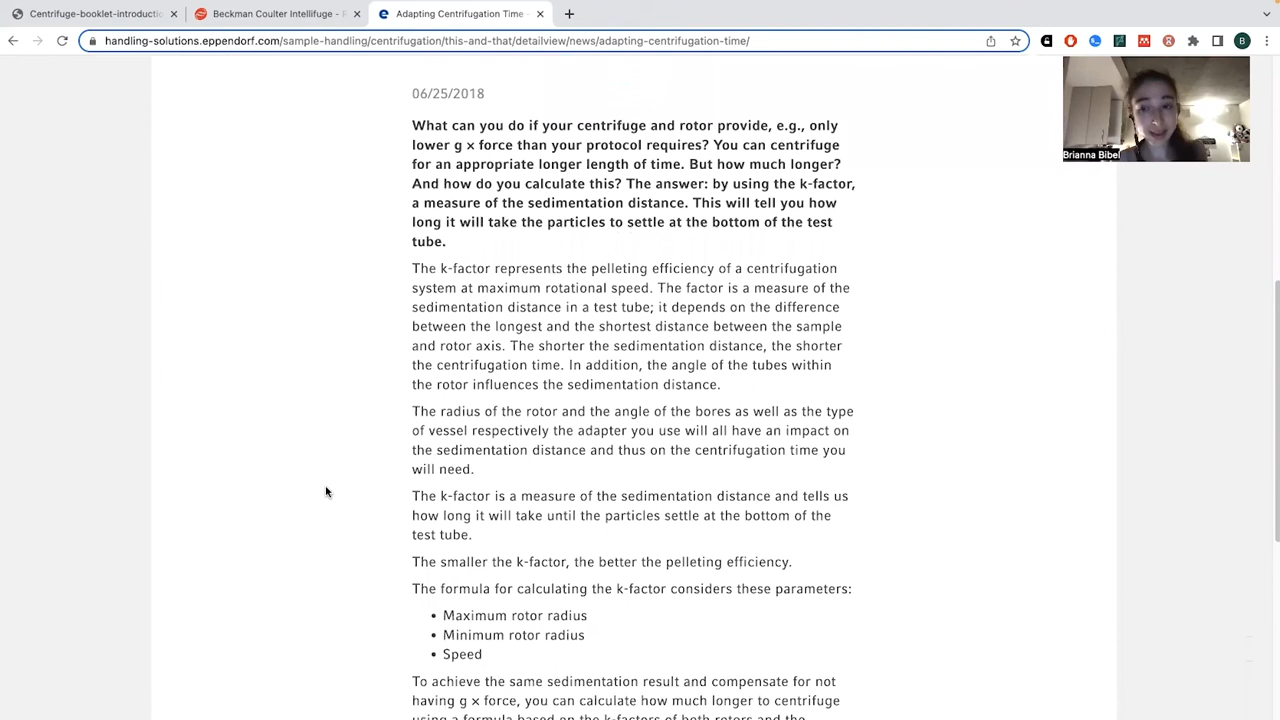 Centrifuge-booklet-introducti
Beckman Coulter Intellifuge - R
Adapting Centrifugation Time -
handling-solutions.eppendorf.com/sample-handling/centrifugation/this-and-that/detailview/news/adapting-centrifugation-time/
B
06/25/2018
What can you do if your centrifuge and rotor provide, e.g., only
lower g × force than your protocol requires? You can centrifuge
for an appropriate longer length of time. But how much longer?
And how do you calculate this? The answer: by using the k-factor,
a measure of the sedimentation distance. This will tell you how
long it will take the particles to settle at the bottom of the test
tube.
The k-factor represents the pelleting efficiency of a centrifugation
system at maximum rotational speed. The factor is a measure of the
sedimentation distance in a test tube; it depends on the difference
between the longest and the shortest distance between the sample
and rotor axis. The shorter the sedimentation distance, the shorter
the centrifugation time. In addition, the angle of the tubes within
the rotor influences the sedimentation distance.
The radius of the rotor and the angle of the bores as well as the type
of vessel respectively the adapter you use will all have an impact on
the sedimentation distance and thus on the centrifugation time you
will need.
The k-factor is a measure of the sedimentation distance and tells us
how long it will take until the particles settle at the bottom of the
test tube.
The smaller the k-factor, the better the pelleting efficiency.
The formula for calculating the k-factor considers these parameters:
• Maximum rotor radius
• Minimum rotor radius
• Speed
To achieve the same sedimentation result and compensate for not
having g × force, you can calculate how much longer to centrifuge
using a formula based on the k-factors of both rotors and the
Brianna Bibel